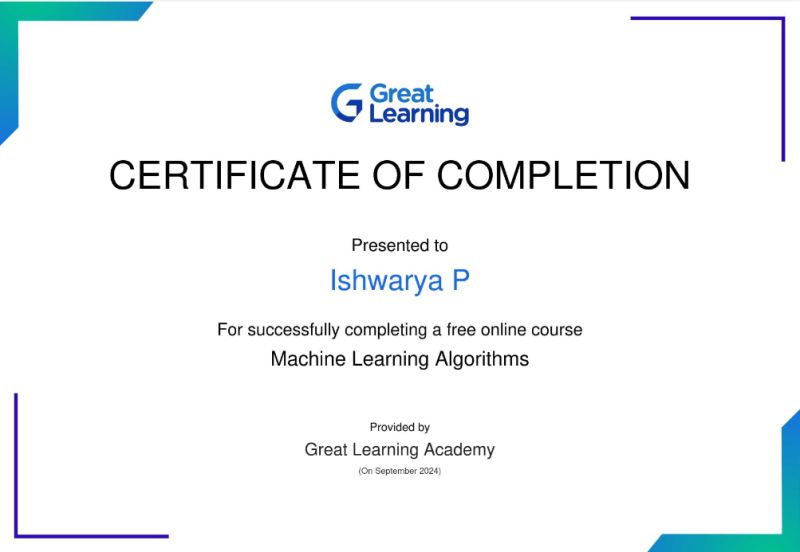 Great
Learning
CERTIFICATE OF COMPLETION
Presented to
Ishwarya P
For successfully completing a free online course
Machine Learning Algorithms
Provided by
Great Learning Academy
(On September 2024)